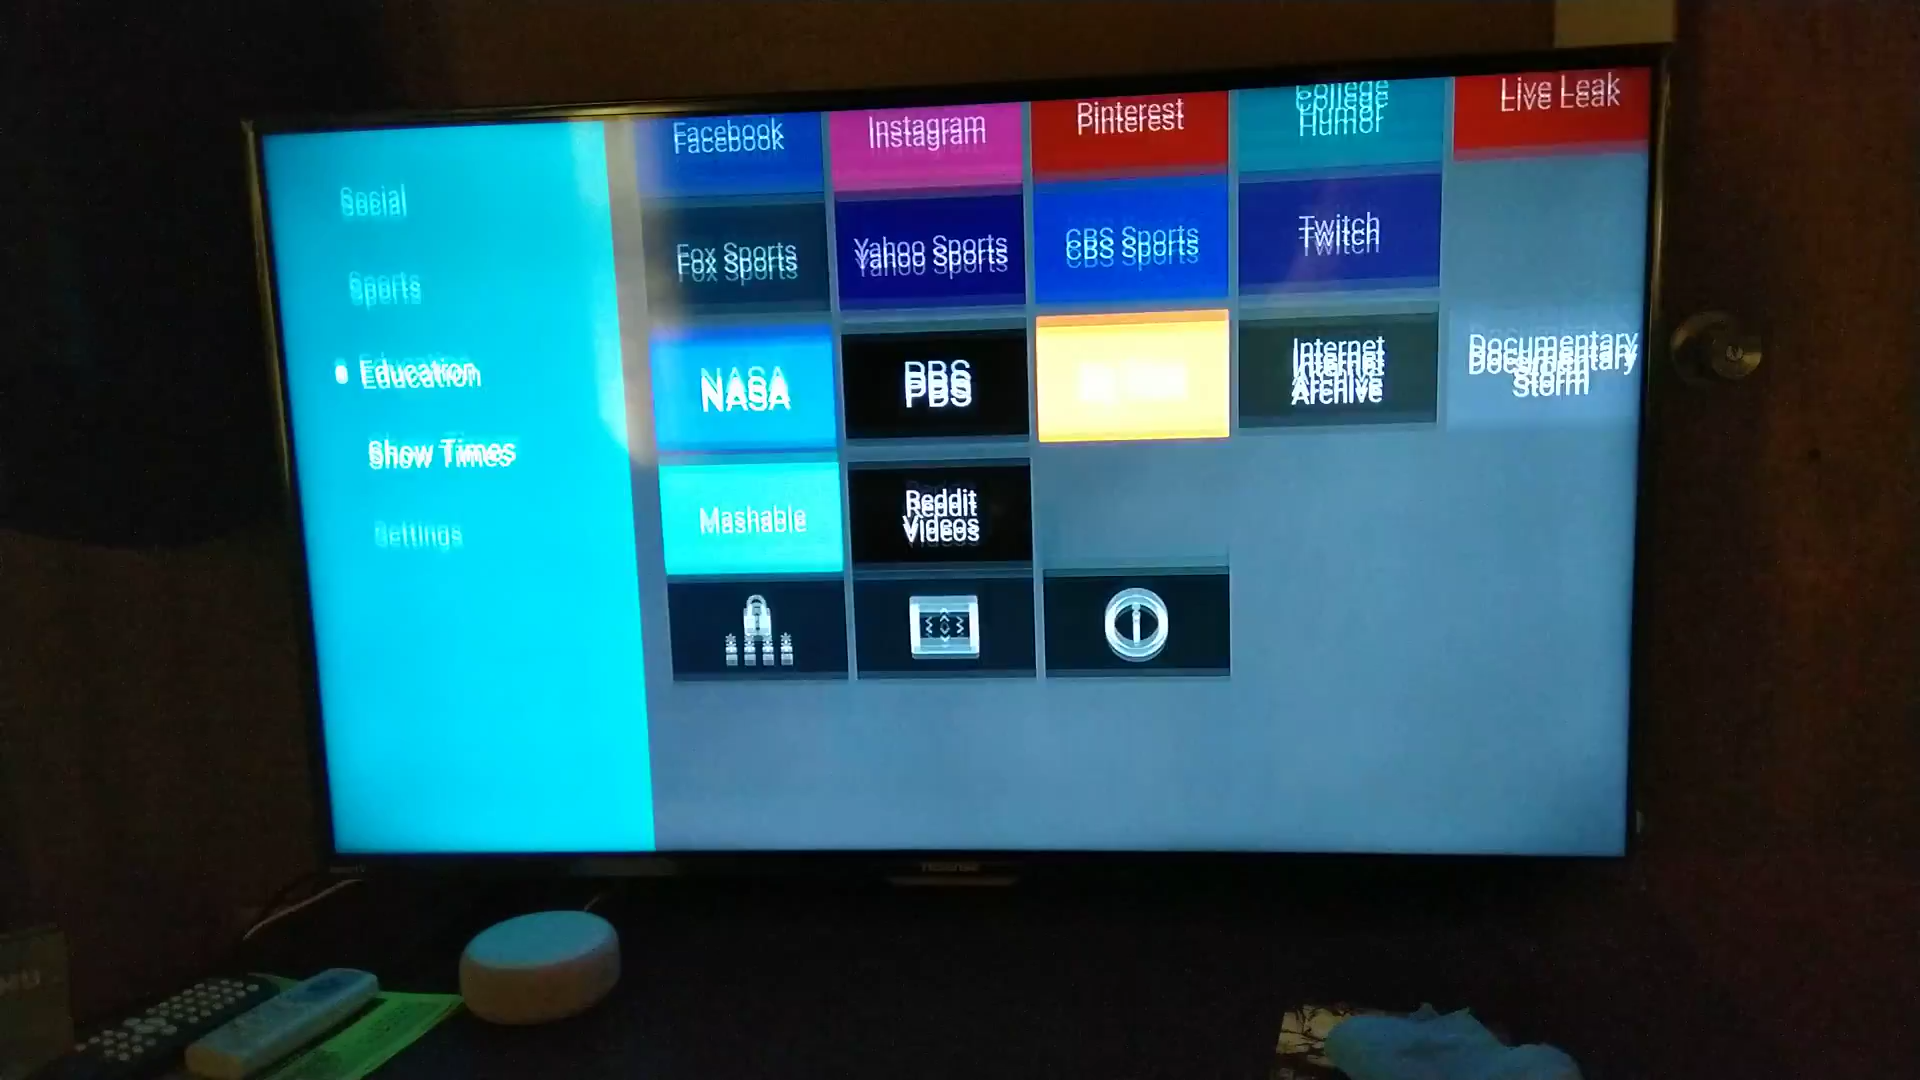 Facebook
Instagram
Pinterest
College
Humor
Live Leak
Social
Fox Sports
Yahoo Sports
CBS Sports
Twitch
Sports
NASA
PBS
Internet
Archive
Documentary
Storm
Education
Show Times
Mashable
Reddit
Videos
Settings